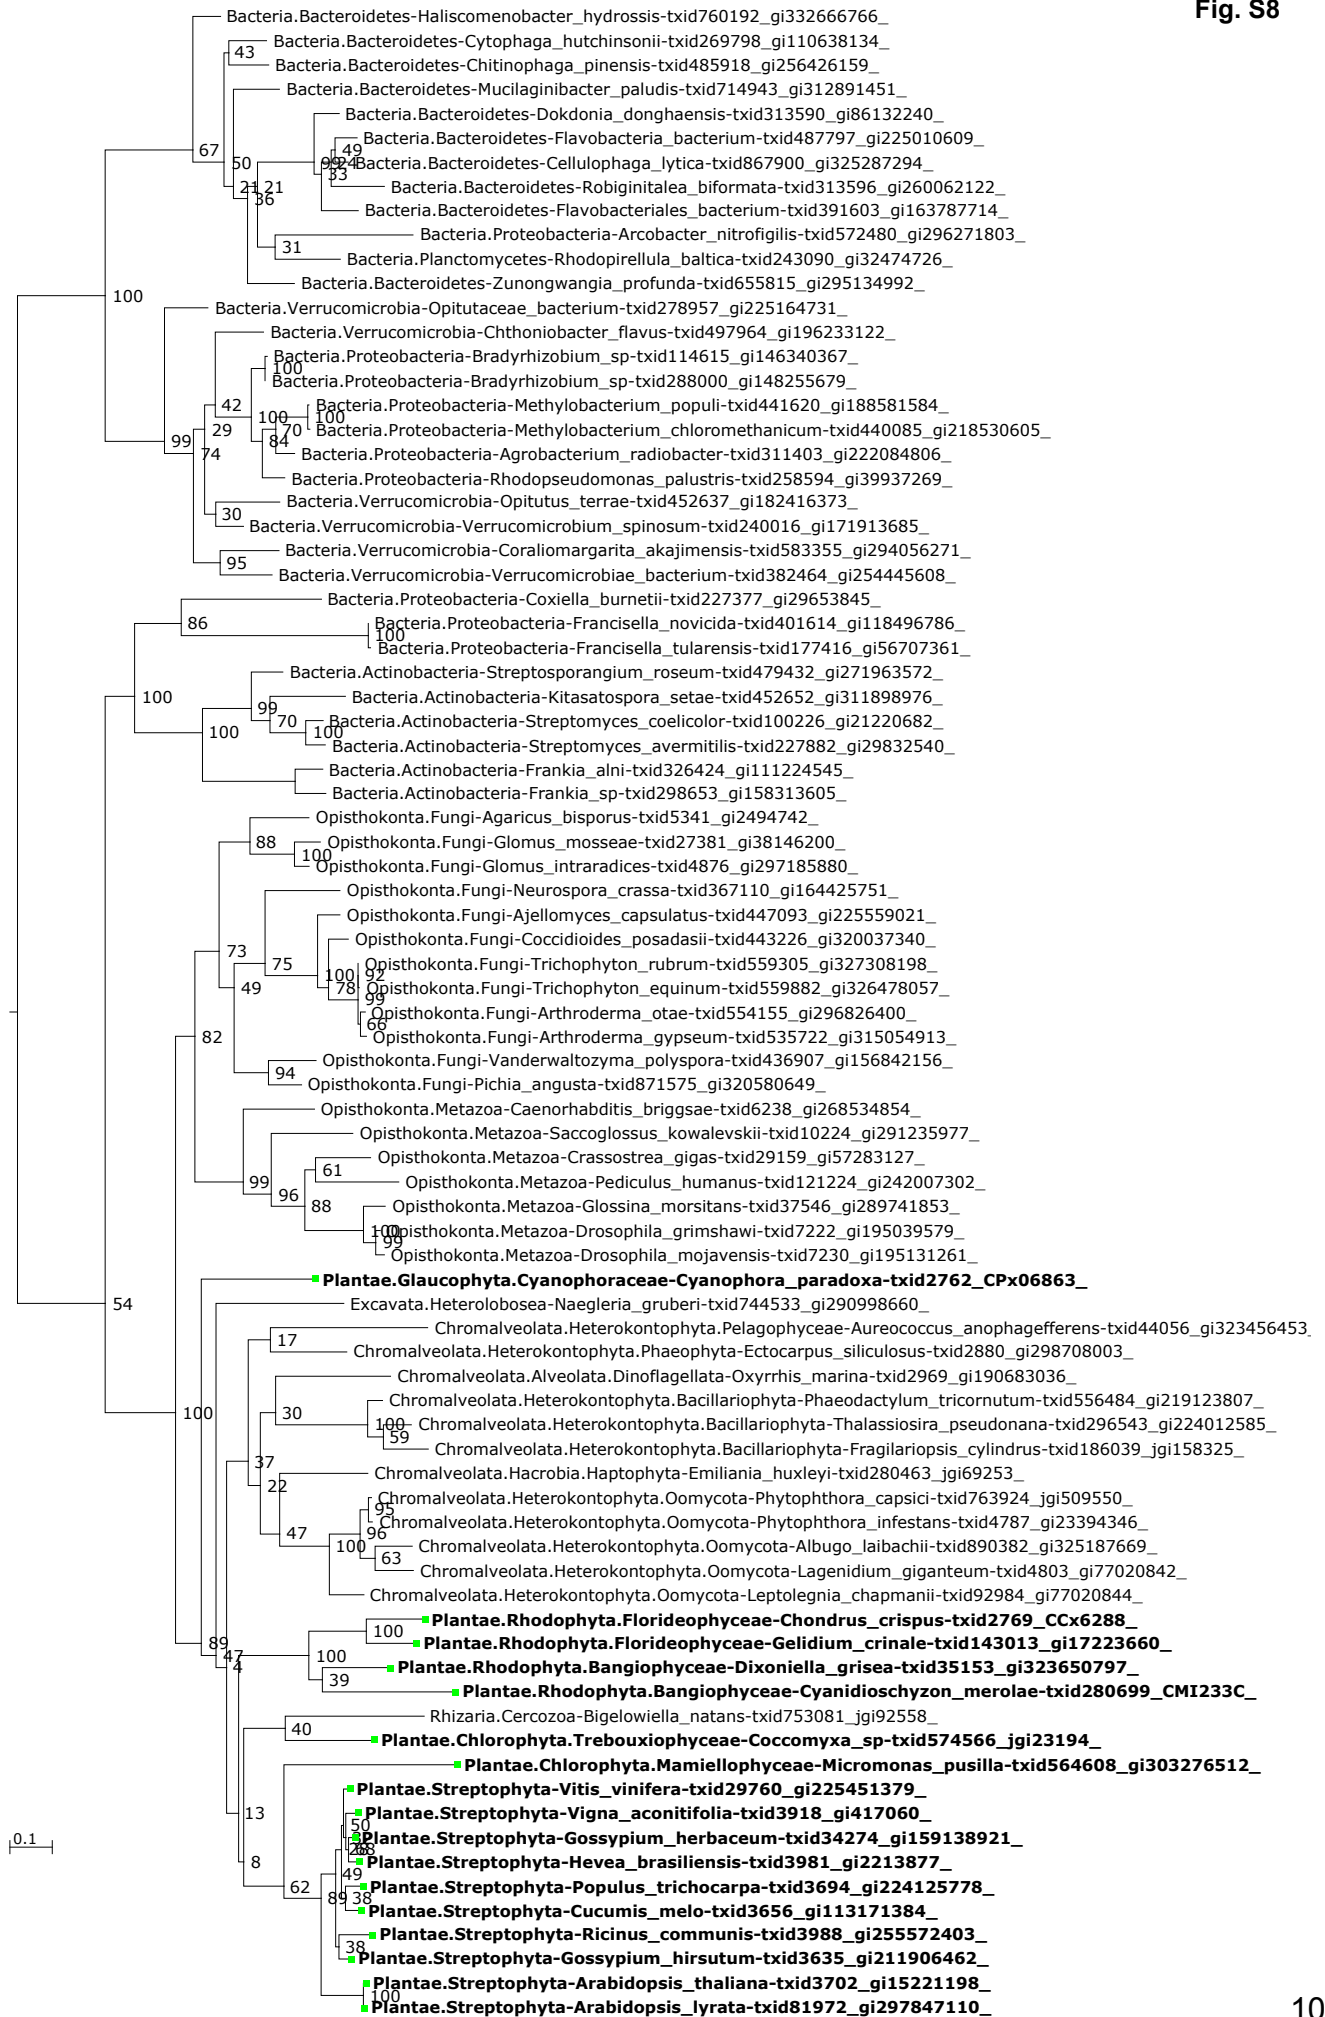 Fig. S8
Bacteria.Bacteroidetes-Haliscomenobacter_hydrossis-txid760192_gi332666766_
Bacteria.Bacteroidetes-Cytophaga_hutchinsonii-txid269798_gi110638134_
43
Bacteria.Bacteroidetes-Chitinophaga_pinensis-txid485918_gi256426159_
Bacteria.Bacteroidetes-Mucilaginibacter_paludis-txid714943_gi312891451_
Bacteria.Bacteroidetes-Dokdonia_donghaensis-txid313590_gi86132240_
Bacteria.Bacteroidetes-Flavobacteria_bacterium-txid487797_gi225010609_
67
49
50
99 24 Bacteria.Bacteroidetes-Cellulophaga_lytica-txid867900_gi325287294_
33
21 21
Bacteria.Bacteroidetes-Robiginitalea_biformata-txid313596_gi260062122_
36
Bacteria.Bacteroidetes-Flavobacteriales_bacterium-txid391603_gi163787714_
Bacteria.Proteobacteria-Arcobacter_nitrofigilis-txid572480_gi296271803_
31
Bacteria.Planctomycetes-Rhodopirellula_baltica-txid243090_gi32474726_
Bacteria.Bacteroidetes-Zunongwangia_profunda-txid655815_gi295134992_
100
Bacteria.Verrucomicrobia-Opitutaceae_bacterium-txid278957_gi225164731_
Bacteria.Verrucomicrobia-Chthoniobacter_flavus-txid497964_gi196233122_
Bacteria.Proteobacteria-Bradyrhizobium_sp-txid114615_gi146340367_
100
Bacteria.Proteobacteria-Bradyrhizobium_sp-txid288000_gi148255679_
42
Bacteria.Proteobacteria-Methylobacterium_populi-txid441620_gi188581584_
100 100
29 70
Bacteria.Proteobacteria-Methylobacterium_chloromethanicum-txid440085_gi218530605_
99 84
74
Bacteria.Proteobacteria-Agrobacterium_radiobacter-txid311403_gi222084806_
Bacteria.Proteobacteria-Rhodopseudomonas_palustris-txid258594_gi39937269_
Bacteria.Verrucomicrobia-Opitutus_terrae-txid452637_gi182416373_
30
Bacteria.Verrucomicrobia-Verrucomicrobium_spinosum-txid240016_gi171913685_
Bacteria.Verrucomicrobia-Coraliomargarita_akajimensis-txid583355_gi294056271_
95
Bacteria.Verrucomicrobia-Verrucomicrobiae_bacterium-txid382464_gi254445608_
Bacteria.Proteobacteria-Coxiella_burnetii-txid227377_gi29653845_
86
Bacteria.Proteobacteria-Francisella_novicida-txid401614_gi118496786_
100
Bacteria.Proteobacteria-Francisella_tularensis-txid177416_gi56707361_
Bacteria.Actinobacteria-Streptosporangium_roseum-txid479432_gi271963572_
100
Bacteria.Actinobacteria-Kitasatospora_setae-txid452652_gi311898976_
99
70
Bacteria.Actinobacteria-Streptomyces_coelicolor-txid100226_gi21220682_
100 100
Bacteria.Actinobacteria-Streptomyces_avermitilis-txid227882_gi29832540_
Bacteria.Actinobacteria-Frankia_alni-txid326424_gi111224545_
Bacteria.Actinobacteria-Frankia_sp-txid298653_gi158313605_
Opisthokonta.Fungi-Agaricus_bisporus-txid5341_gi2494742_
88
Opisthokonta.Fungi-Glomus_mosseae-txid27381_gi38146200_
100
Opisthokonta.Fungi-Glomus_intraradices-txid4876_gi297185880_
Opisthokonta.Fungi-Neurospora_crassa-txid367110_gi164425751_
Opisthokonta.Fungi-Ajellomyces_capsulatus-txid447093_gi225559021_
Opisthokonta.Fungi-Coccidioides_posadasii-txid443226_gi320037340_
73
75
Opisthokonta.Fungi-Trichophyton_rubrum-txid559305_gi327308198_
100 92
49
78 Opisthokonta.Fungi-Trichophyton_equinum-txid559882_gi326478057_
99
Opisthokonta.Fungi-Arthroderma_otae-txid554155_gi296826400_
66
82
Opisthokonta.Fungi-Arthroderma_gypseum-txid535722_gi315054913_
Opisthokonta.Fungi-Vanderwaltozyma_polyspora-txid436907_gi156842156_
94
Opisthokonta.Fungi-Pichia_angusta-txid871575_gi320580649_
Opisthokonta.Metazoa-Caenorhabditis_briggsae-txid6238_gi268534854_
Opisthokonta.Metazoa-Saccoglossus_kowalevskii-txid10224_gi291235977_
Opisthokonta.Metazoa-Crassostrea_gigas-txid29159_gi57283127_
61
99
Opisthokonta.Metazoa-Pediculus_humanus-txid121224_gi242007302_
96
88
Opisthokonta.Metazoa-Glossina_morsitans-txid37546_gi289741853_
100 Opisthokonta.Metazoa-Drosophila_grimshawi-txid7222_gi195039579_
99
Opisthokonta.Metazoa-Drosophila_mojavensis-txid7230_gi195131261_
Plantae.Glaucophyta.Cyanophoraceae-Cyanophora_paradoxa-txid2762_CPx06863_
54
Excavata.Heterolobosea-Naegleria_gruberi-txid744533_gi290998660_
Chromalveolata.Heterokontophyta.Pelagophyceae-Aureococcus_anophagefferens-txid44056_gi323456453_
17
Chromalveolata.Heterokontophyta.Phaeophyta-Ectocarpus_siliculosus-txid2880_gi298708003_
Chromalveolata.Alveolata.Dinoflagellata-Oxyrrhis_marina-txid2969_gi190683036_
Chromalveolata.Heterokontophyta.Bacillariophyta-Phaeodactylum_tricornutum-txid556484_gi219123807_
100
30
100 Chromalveolata.Heterokontophyta.Bacillariophyta-Thalassiosira_pseudonana-txid296543_gi224012585_
59
Chromalveolata.Heterokontophyta.Bacillariophyta-Fragilariopsis_cylindrus-txid186039_jgi158325_
37
Chromalveolata.Hacrobia.Haptophyta-Emiliania_huxleyi-txid280463_jgi69253_
22
Chromalveolata.Heterokontophyta.Oomycota-Phytophthora_capsici-txid763924_jgi509550_
95
Chromalveolata.Heterokontophyta.Oomycota-Phytophthora_infestans-txid4787_gi23394346_
47 96
100
Chromalveolata.Heterokontophyta.Oomycota-Albugo_laibachii-txid890382_gi325187669_
63
Chromalveolata.Heterokontophyta.Oomycota-Lagenidium_giganteum-txid4803_gi77020842_
Chromalveolata.Heterokontophyta.Oomycota-Leptolegnia_chapmanii-txid92984_gi77020844_
Plantae.Rhodophyta.Florideophyceae-Chondrus_crispus-txid2769_CCx6288_
100
89
Plantae.Rhodophyta.Florideophyceae-Gelidium_crinale-txid143013_gi17223660_
47 100
4
Plantae.Rhodophyta.Bangiophyceae-Dixoniella_grisea-txid35153_gi323650797_
39
Plantae.Rhodophyta.Bangiophyceae-Cyanidioschyzon_merolae-txid280699_CMI233C_
Rhizaria.Cercozoa-Bigelowiella_natans-txid753081_jgi92558_
40
Plantae.Chlorophyta.Trebouxiophyceae-Coccomyxa_sp-txid574566_jgi23194_
Plantae.Chlorophyta.Mamiellophyceae-Micromonas_pusilla-txid564608_gi303276512_
Plantae.Streptophyta-Vitis_vinifera-txid29760_gi225451379_
13
Plantae.Streptophyta-Vigna_aconitifolia-txid3918_gi417060_
50
0.1
Plantae.Streptophyta-Gossypium_herbaceum-txid34274_gi159138921_
8
Plantae.Streptophyta-Hevea_brasiliensis-txid3981_gi2213877_
49
62
Plantae.Streptophyta-Populus_trichocarpa-txid3694_gi224125778_
89 38
Plantae.Streptophyta-Cucumis_melo-txid3656_gi113171384_
Plantae.Streptophyta-Ricinus_communis-txid3988_gi255572403_
38
Plantae.Streptophyta-Gossypium_hirsutum-txid3635_gi211906462_
Plantae.Streptophyta-Arabidopsis_thaliana-txid3702_gi15221198_
100
Plantae.Streptophyta-Arabidopsis_lyrata-txid81972_gi297847110_
10